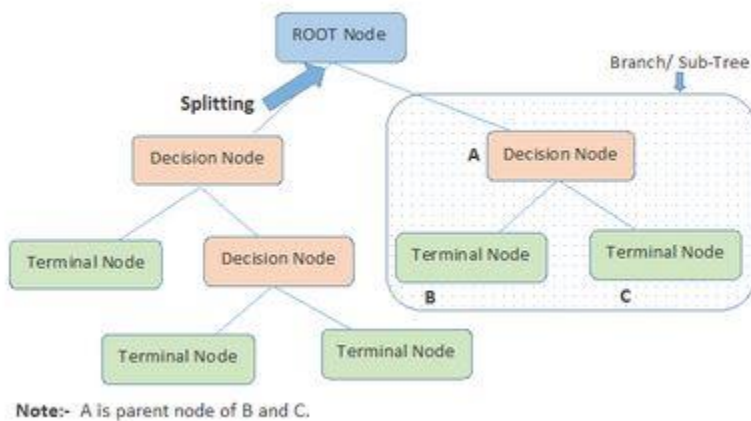 ROOT Node
Branch/ Sub-Tree
Splitting
Decision Node
A Decision Node
Terminal Node
Decision Node
Terminal Node
Terminal Node
B
C
Terminal Node
Terminal Node
Note:- A is parent node of B and C.